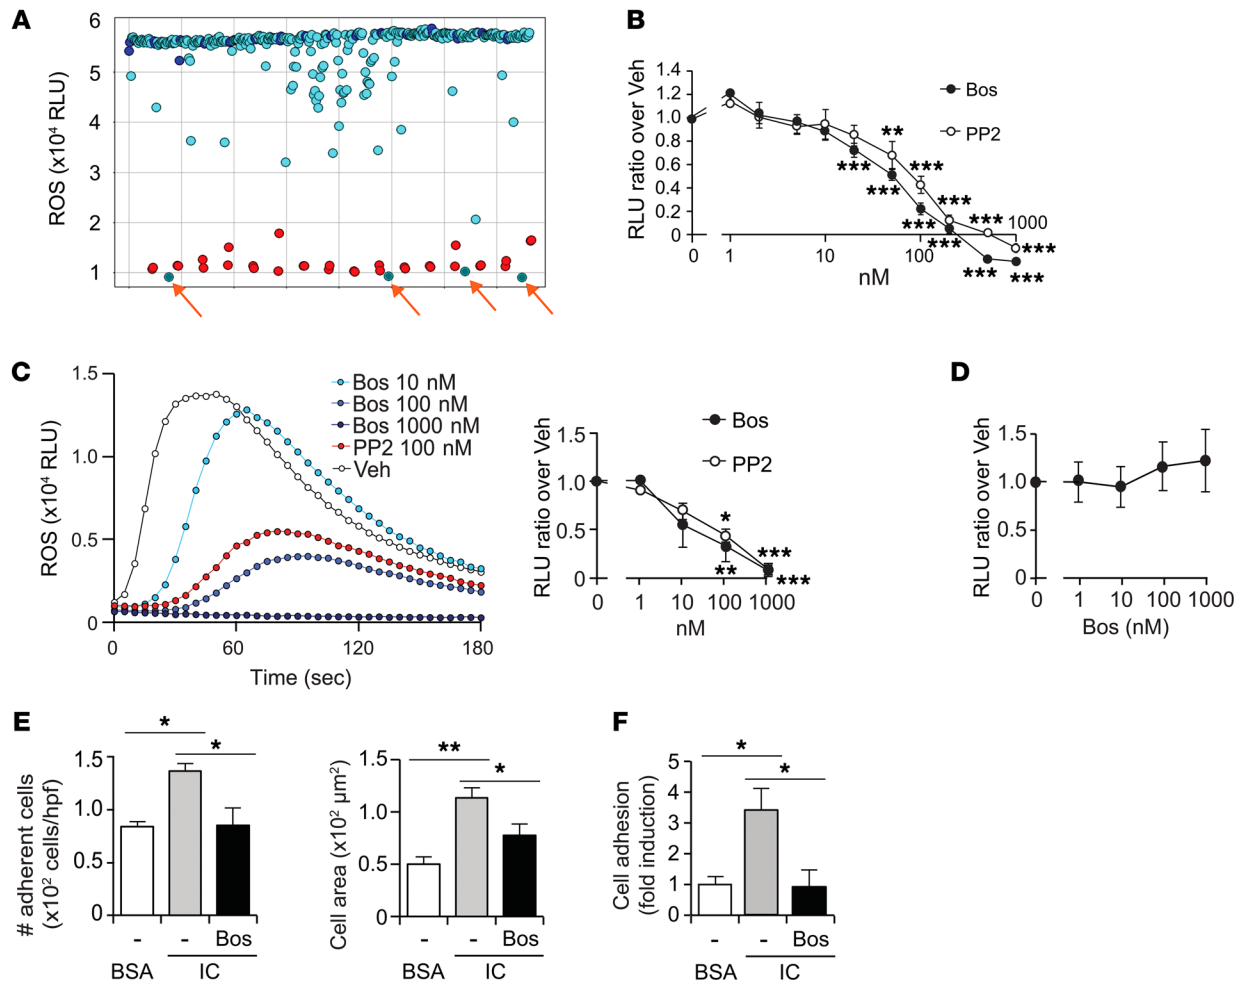 A
6
5
4
3
2
1
ROS (x10⁴ RLU)
B
1.4
1.2
1.0
0.8
0.6
0.4
0.2
0
RLU ratio over Veh
Bos
PP2
**
***
***
***
***
***
***
***
***
***
***
1000
0 1 10 100
nM
C
1.5
1.0
0.5
0
ROS (x10⁴ RLU)
Bos 10 nM
Bos 100 nM
Bos 1000 nM
PP2 100 nM
Veh
0 60 120 180
Time (sec)
1.5
1.0
0.5
0
RLU ratio over Veh
Bos
PP2
*
**
***
***
0 1 10 100 1000
nM
D
1.5
1.0
0.5
0
RLU ratio over Veh
0 1 10 100 1000
Bos (nM)
E
1.5
1.0
0.5
0
# adherent cells
(x10² cells/hpf)
*
*
- - Bos
BSA IC
1.5
1.0
0.5
0
Cell area (x10² µm²)
**
*
- - Bos
BSA IC
F
5
4
3
2
1
0
Cell adhesion
(fold induction)
*
*
- - Bos
BSA IC